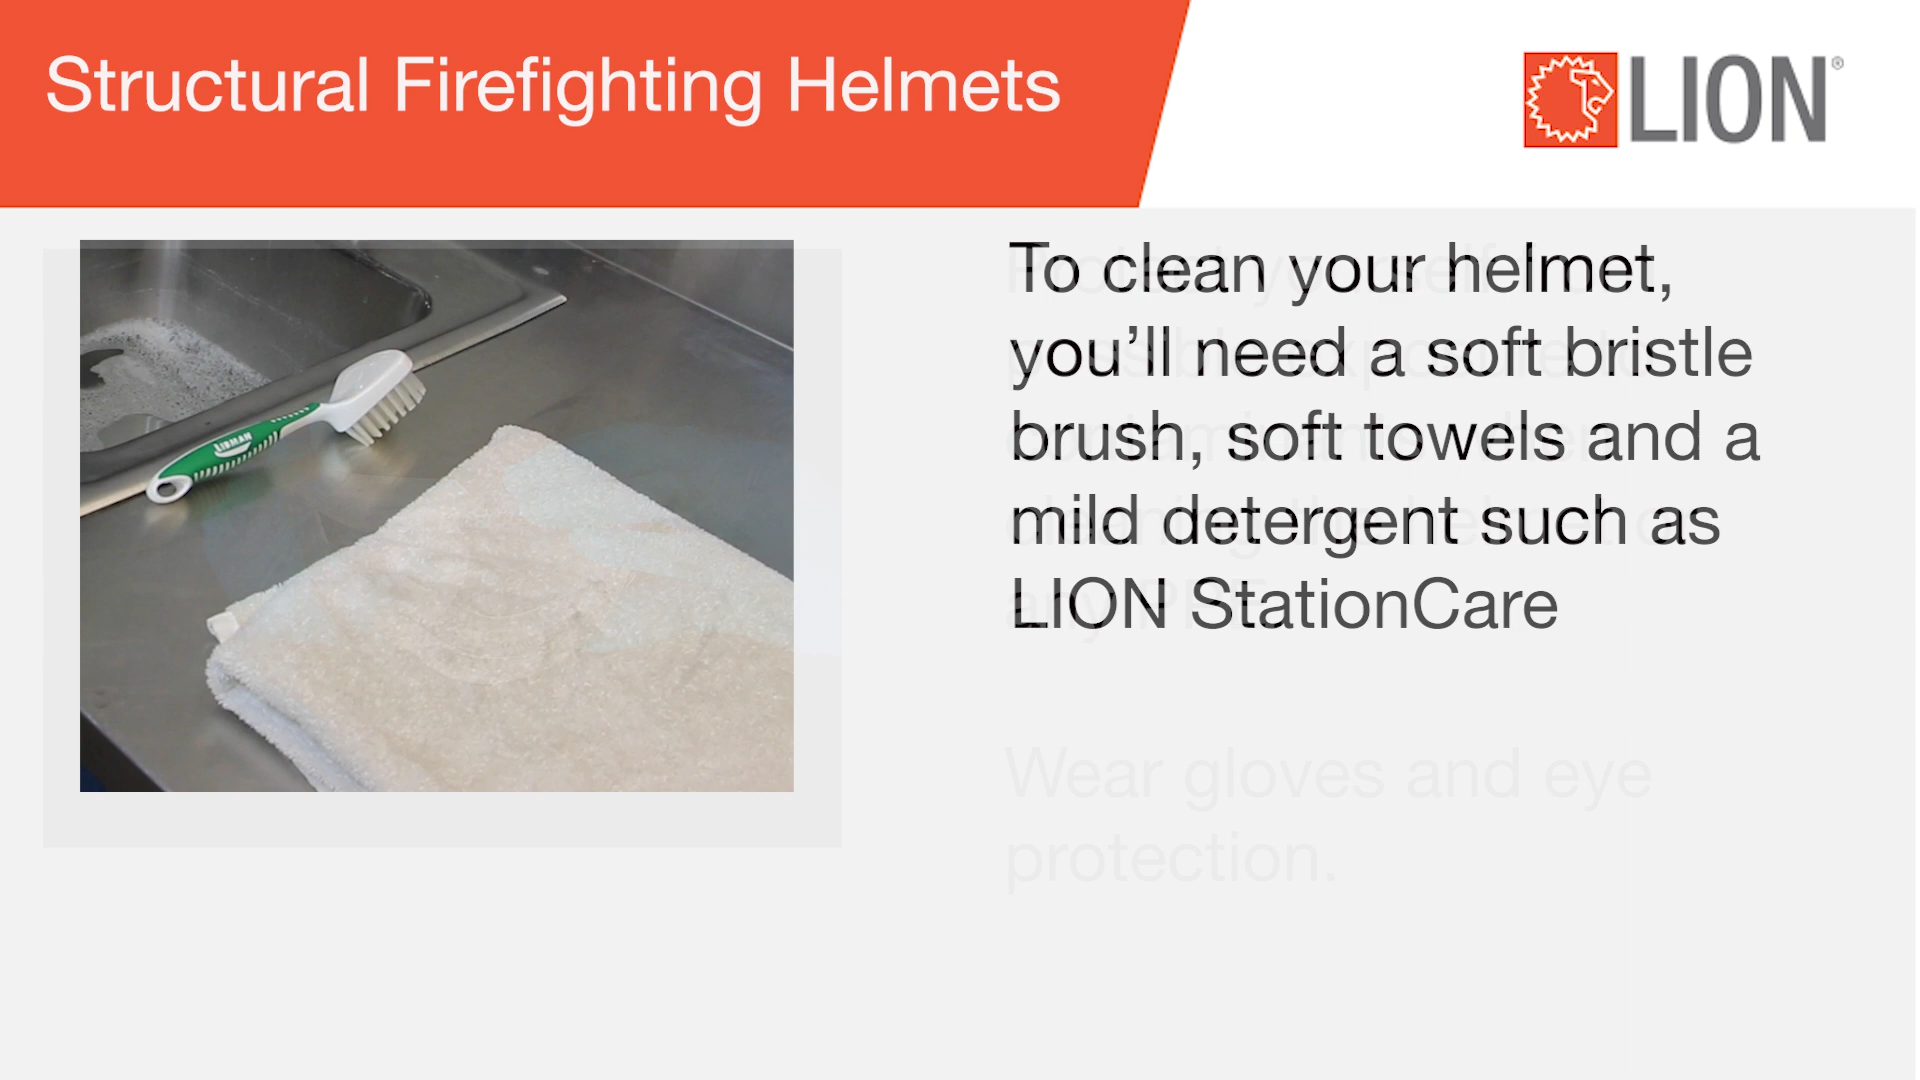 Structural Firefighting Helmets
LION®
To clean your helmet,
you’ll need a soft bristle
brush, soft towels and a
mild detergent such as
LION StationCare
LIBMAN
Wear gloves and eye
protection.